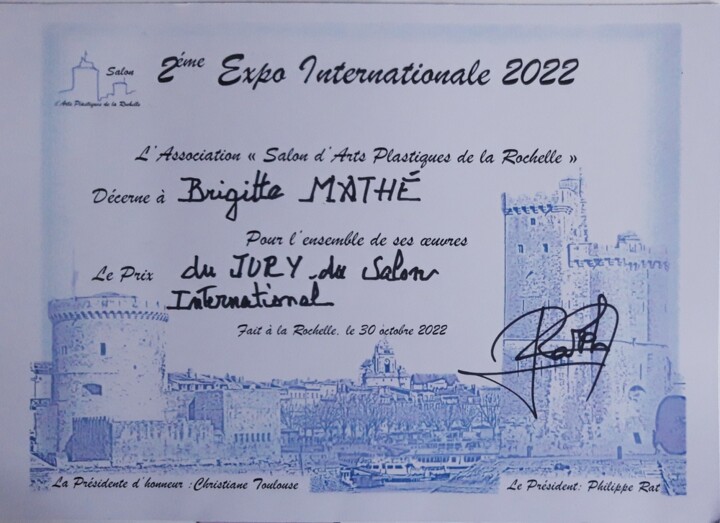 Salon
d'Arts Plastiques de la Rochelle
2éme Expo Internationale 2022
L'Association « Salon d'Arts Plastiques de la Rochelle »
Décerne à Brigitte MATHÉ
Pour l'ensemble de ses œuvres
Le Prix du JURY du Salon
International
Fait à la Rochelle, le 30 octobre 2022
La Présidente d'honneur :Christiane Toulouse
Le Président: Philippe Rat